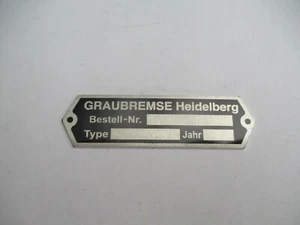 GRAUBREMSE Heidelberg
Bestell-Nr.
Type Jahr